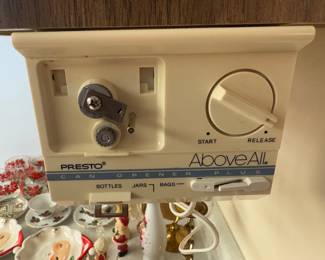 START RELEASE
PRESTO® AboveAll.
CAN OPENER PLUS
BOTTLES JARS BAGS